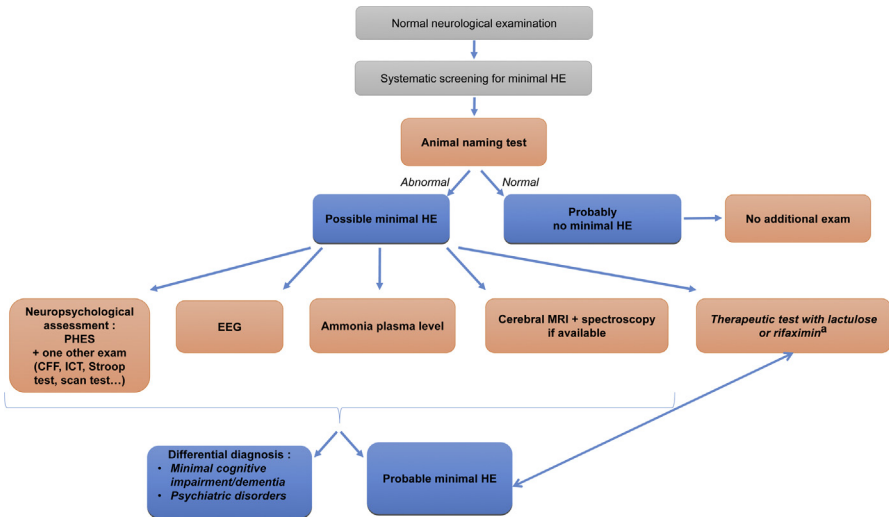 Normal neurological examination
Systematic screening for minimal HE
Animal naming test
Abnormal
Normal
Possible minimal HE
Probably
no minimal HE
No additional exam
Neuropsychological
assessment :
PHES
+ one other exam
(CFF, ICT, Stroop
test, scan test…)
EEG
Ammonia plasma level
Cerebral MRI + spectroscopy
if available
Therapeutic test with lactulose
or rifaximinᵃ
Differential diagnosis :
• Minimal cognitive
impairment/dementia
• Psychiatric disorders
Probable minimal HE